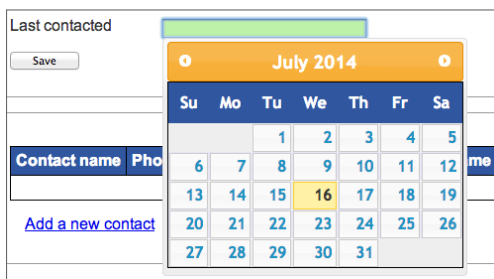 Last contacted
Save
July 2014
Su Mo Tu We Th Fr Sa
1 2 3 4 5
6 7 8 9 10 11 12
13 14 15 16 17 18 19
20 21 22 23 24 25 26
27 28 29 30 31
Contact name Pho me
Add a new contact